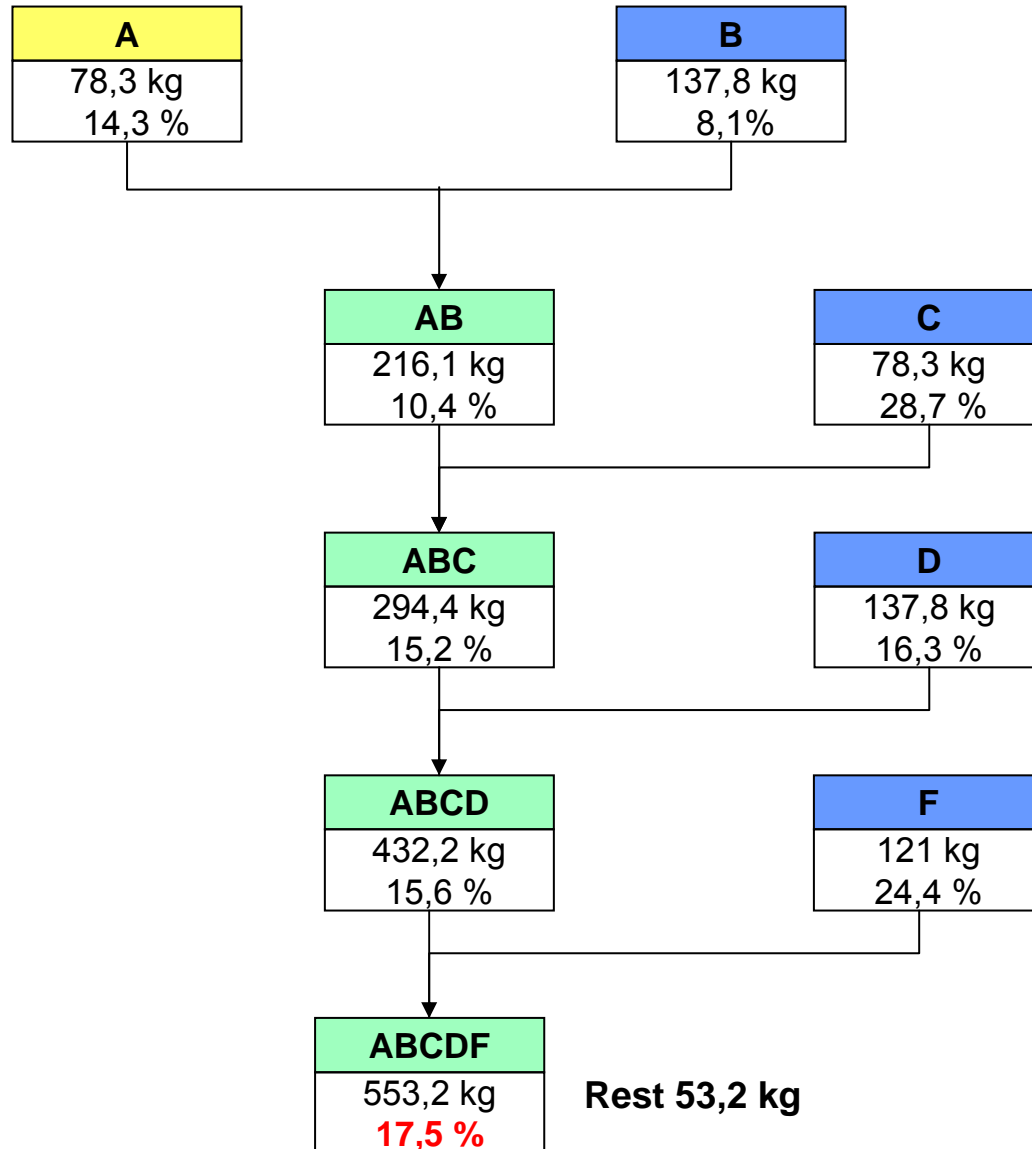 A
78,3 kg
14,3 %
B
137,8 kg
8,1%
AB
216,1 kg
10,4 %
C
78,3 kg
28,7 %
ABC
294,4 kg
15,2 %
D
137,8 kg
16,3 %
ABCD
432,2 kg
15,6 %
F
121 kg
24,4 %
ABCDF
553,2 kg
17,5 %
Rest 53,2 kg